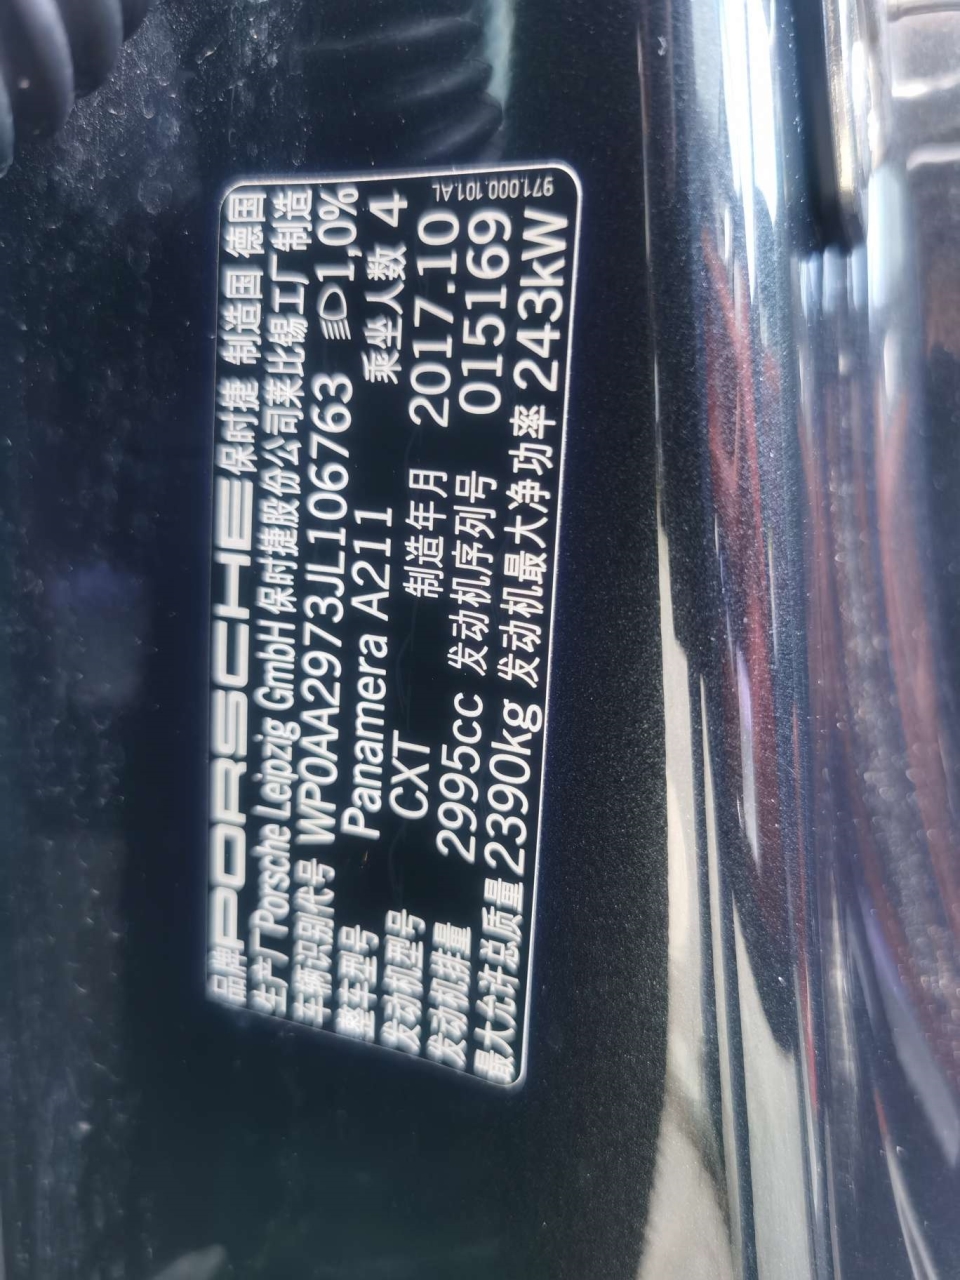 品牌 PORSCHE 保时捷 制造国 德国
生产厂 Porsche Leipzig GmbH 保时捷股份公司莱比锡工厂制造
车辆识别代号 WP0AA2973JL106763 1,0%
整车型号 Panamera A211 乘坐人数 4
发动机型号 CXT 制造年月 2017.10
发动机排量 2995cc 发动机序列号 015169
最大允许总质量 2390kg 发动机最大净功率 243kW
971.000.101.AL